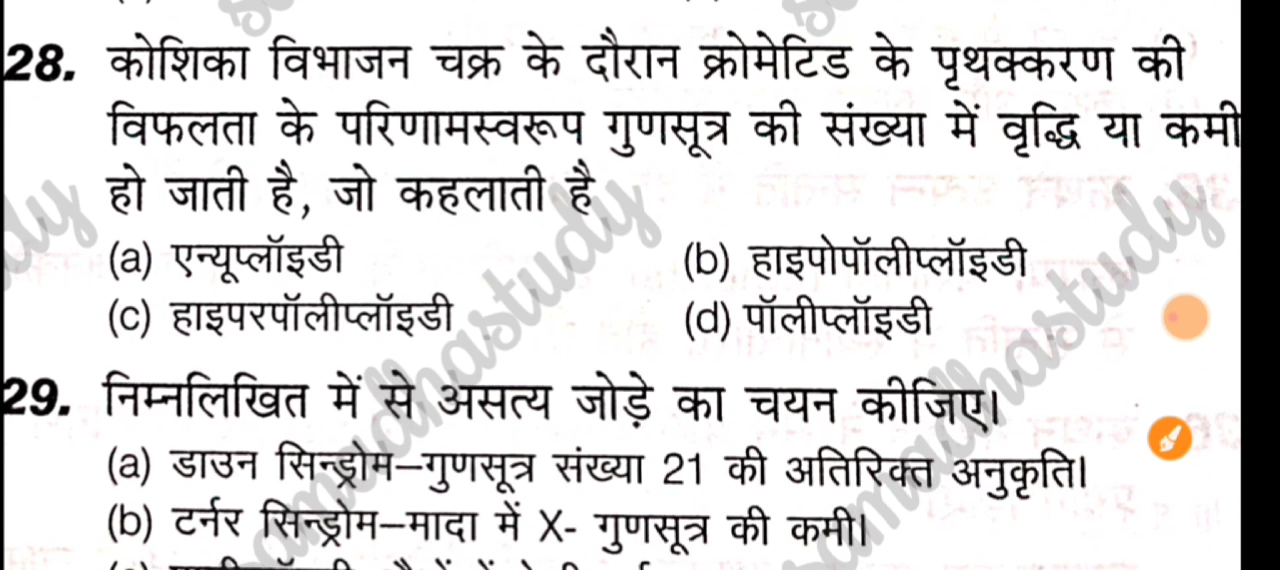 28. कोशिका विभाजन चक्र के दौरान क्रोमेटिड के पृथक्करण की
विफलता के परिणामस्वरूप गुणसूत्र की संख्या में वृद्धि या कमी
हो जाती है, जो कहलाती है
(a) एन्यूप्लॉइडी (b) हाइपोपॉलीप्लॉइडी
(c) हाइपरपॉलीप्लॉइडी (d) पॉलीप्लॉइडी
29. निम्नलिखित में से असत्य जोड़े का चयन कीजिए।
(a) डाउन सिन्ड्रोम–गुणसूत्र संख्या 21 की अतिरिक्त अनुकृति।
(b) टर्नर सिन्ड्रोम–मादा में X- गुणसूत्र की कमी।